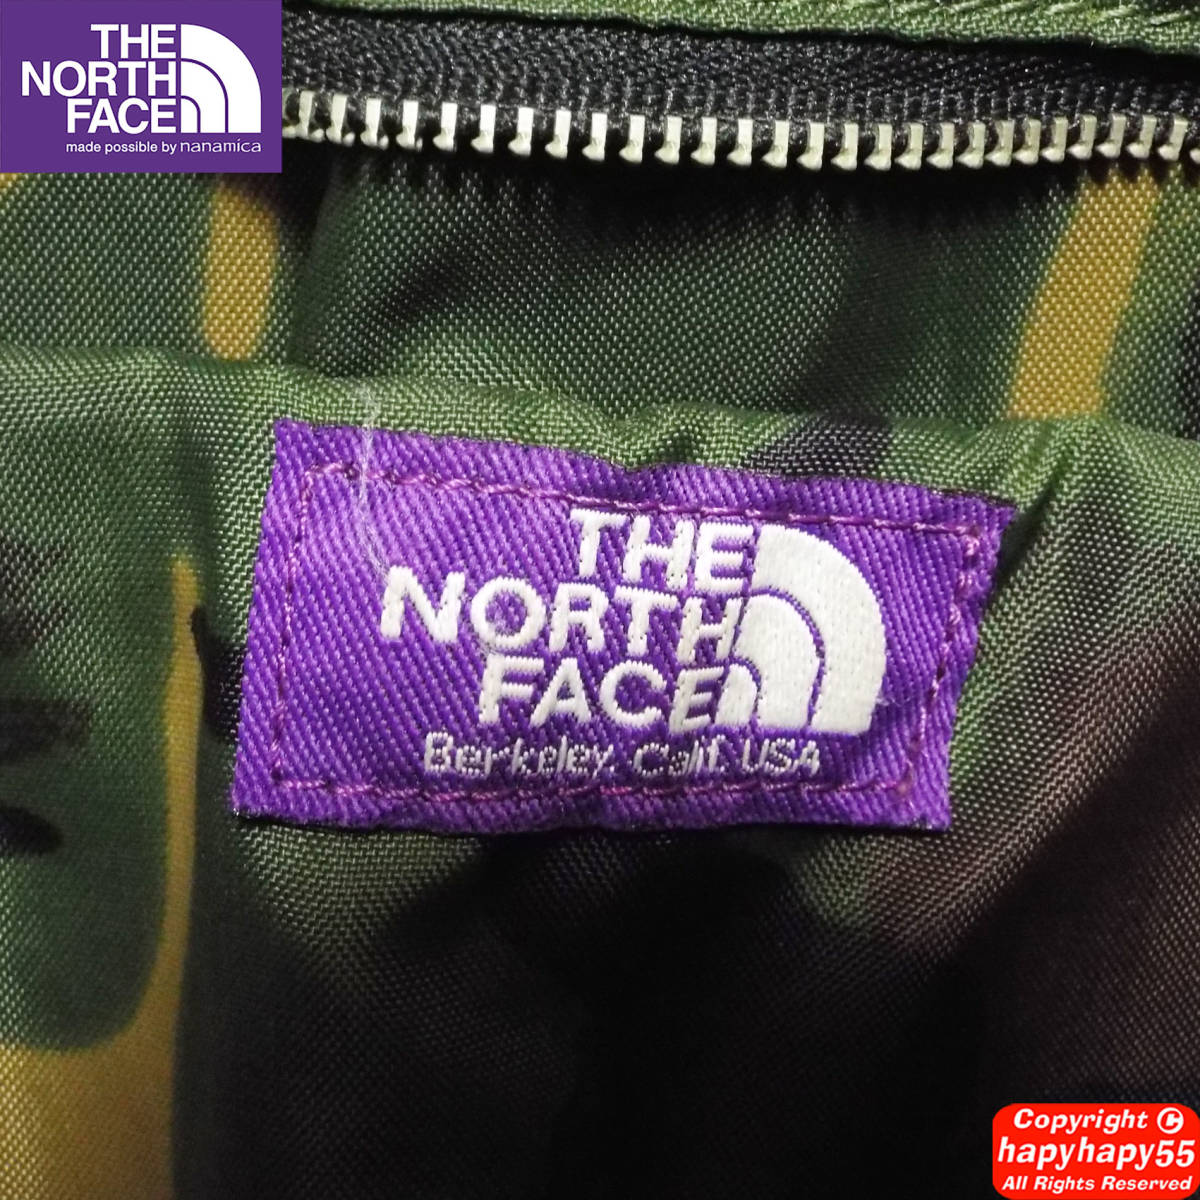 THE
NORTH
FACE
made possible by nanamica
THE
NORTH
FACE
Berkeley. Calif. USA
Copyright ©
hapyhapy55
All Rights Reserved